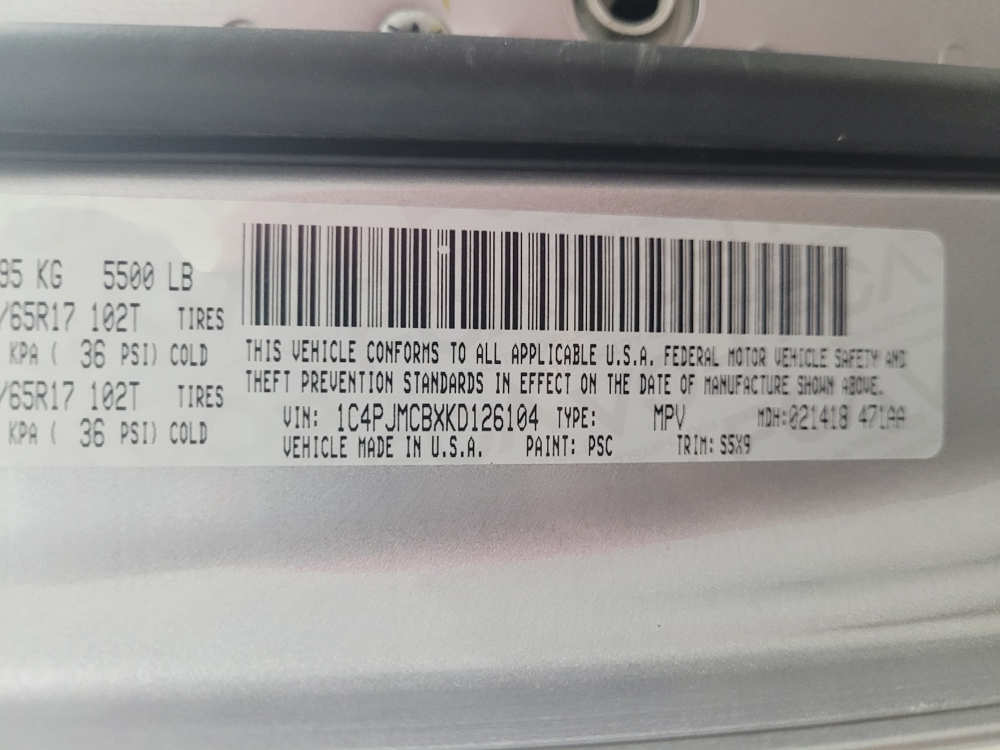 95 KG 5500 LB
/65R17 102T TIRES
KPA ( 36 PSI) COLD
/65R17 102T TIRES
KPA ( 36 PSI) COLD
THIS VEHICLE CONFORMS TO ALL APPLICABLE U.S.A. FEDERAL MOTOR VEHICLE SAFETY AND
THEFT PREVENTION STANDARDS IN EFFECT ON THE DATE OF MANUFACTURE SHOWN ABOVE.
VIN: 1C4PJMCBXKD126104 TYPE: MPV MDH:021418 471AA
VEHICLE MADE IN U.S.A. PAINT: PSC TRIM: S5X9